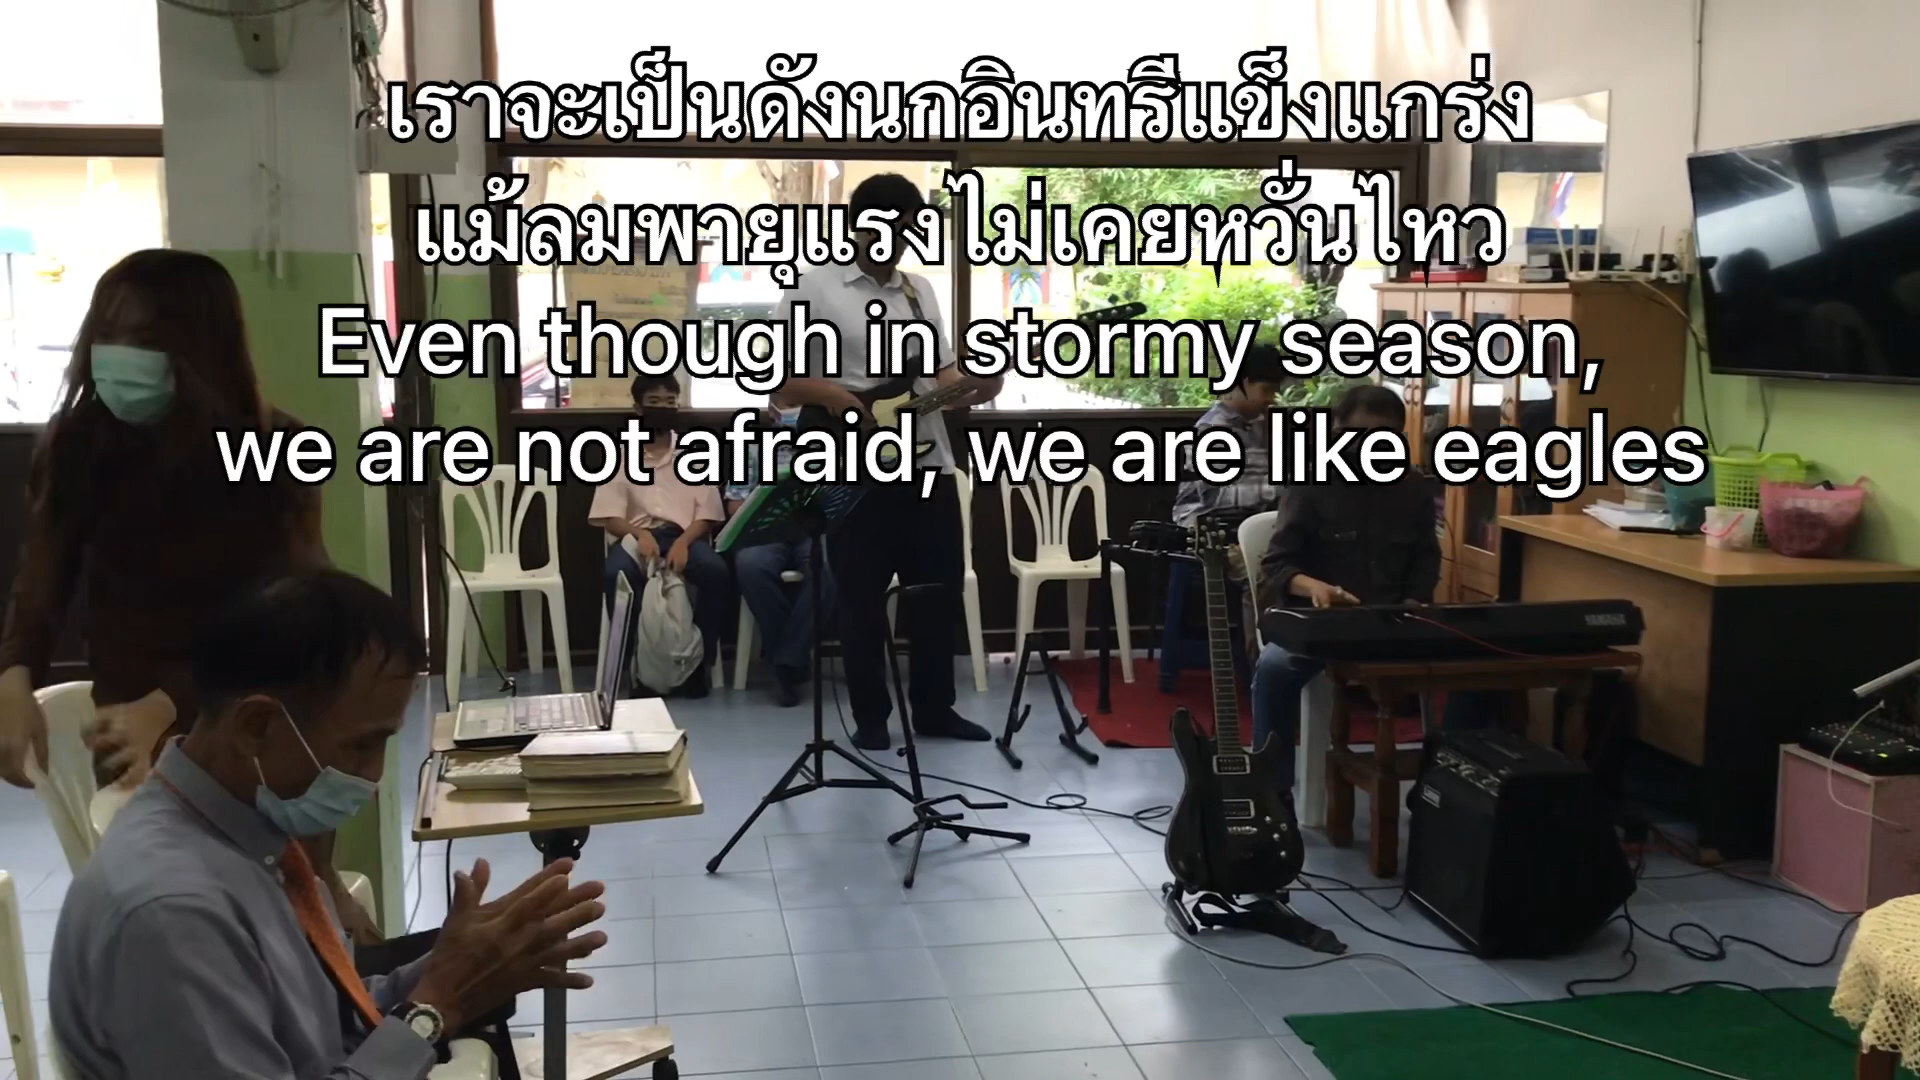 เราจะเป็นดังนกอินทรีแข็งแกร่ง
แม้ลมพายุแรงไม่เคยหวั่นไหว
Even though in stormy season,
we are not afraid, we are like eagles
YAMAHA